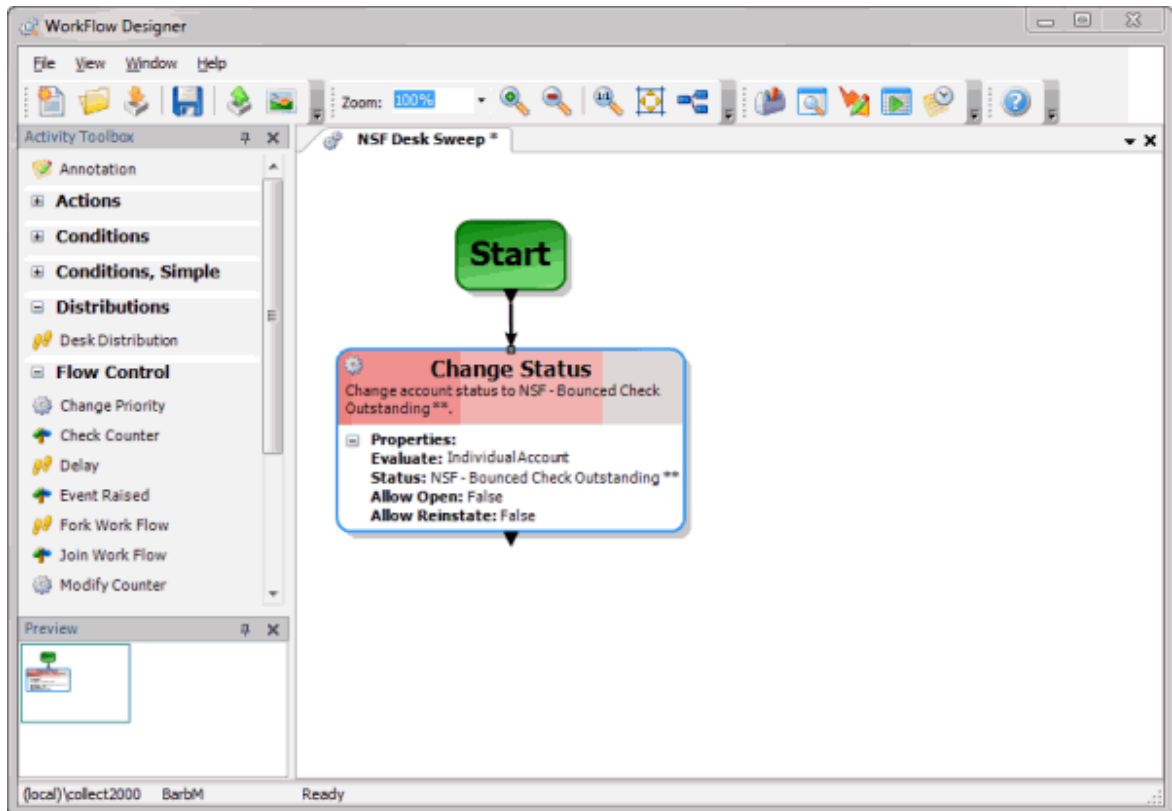 WorkFlow Designer
File View Window Help
Zoom: 100% 1:1
Activity Toolbox
NSF Desk Sweep *
Annotation
Actions
Conditions
Conditions, Simple
Distributions
Desk Distribution
Flow Control
Change Priority
Check Counter
Delay
Event Raised
Fork Work Flow
Join Work Flow
Modify Counter
Start
Change Status
Change account status to NSF - Bounced Check
Outstanding **.
Properties:
Evaluate: Individual Account
Status: NSF - Bounced Check Outstanding **
Allow Open: False
Allow Reinstate: False
Preview
(local)\collect2000 BarbM Ready